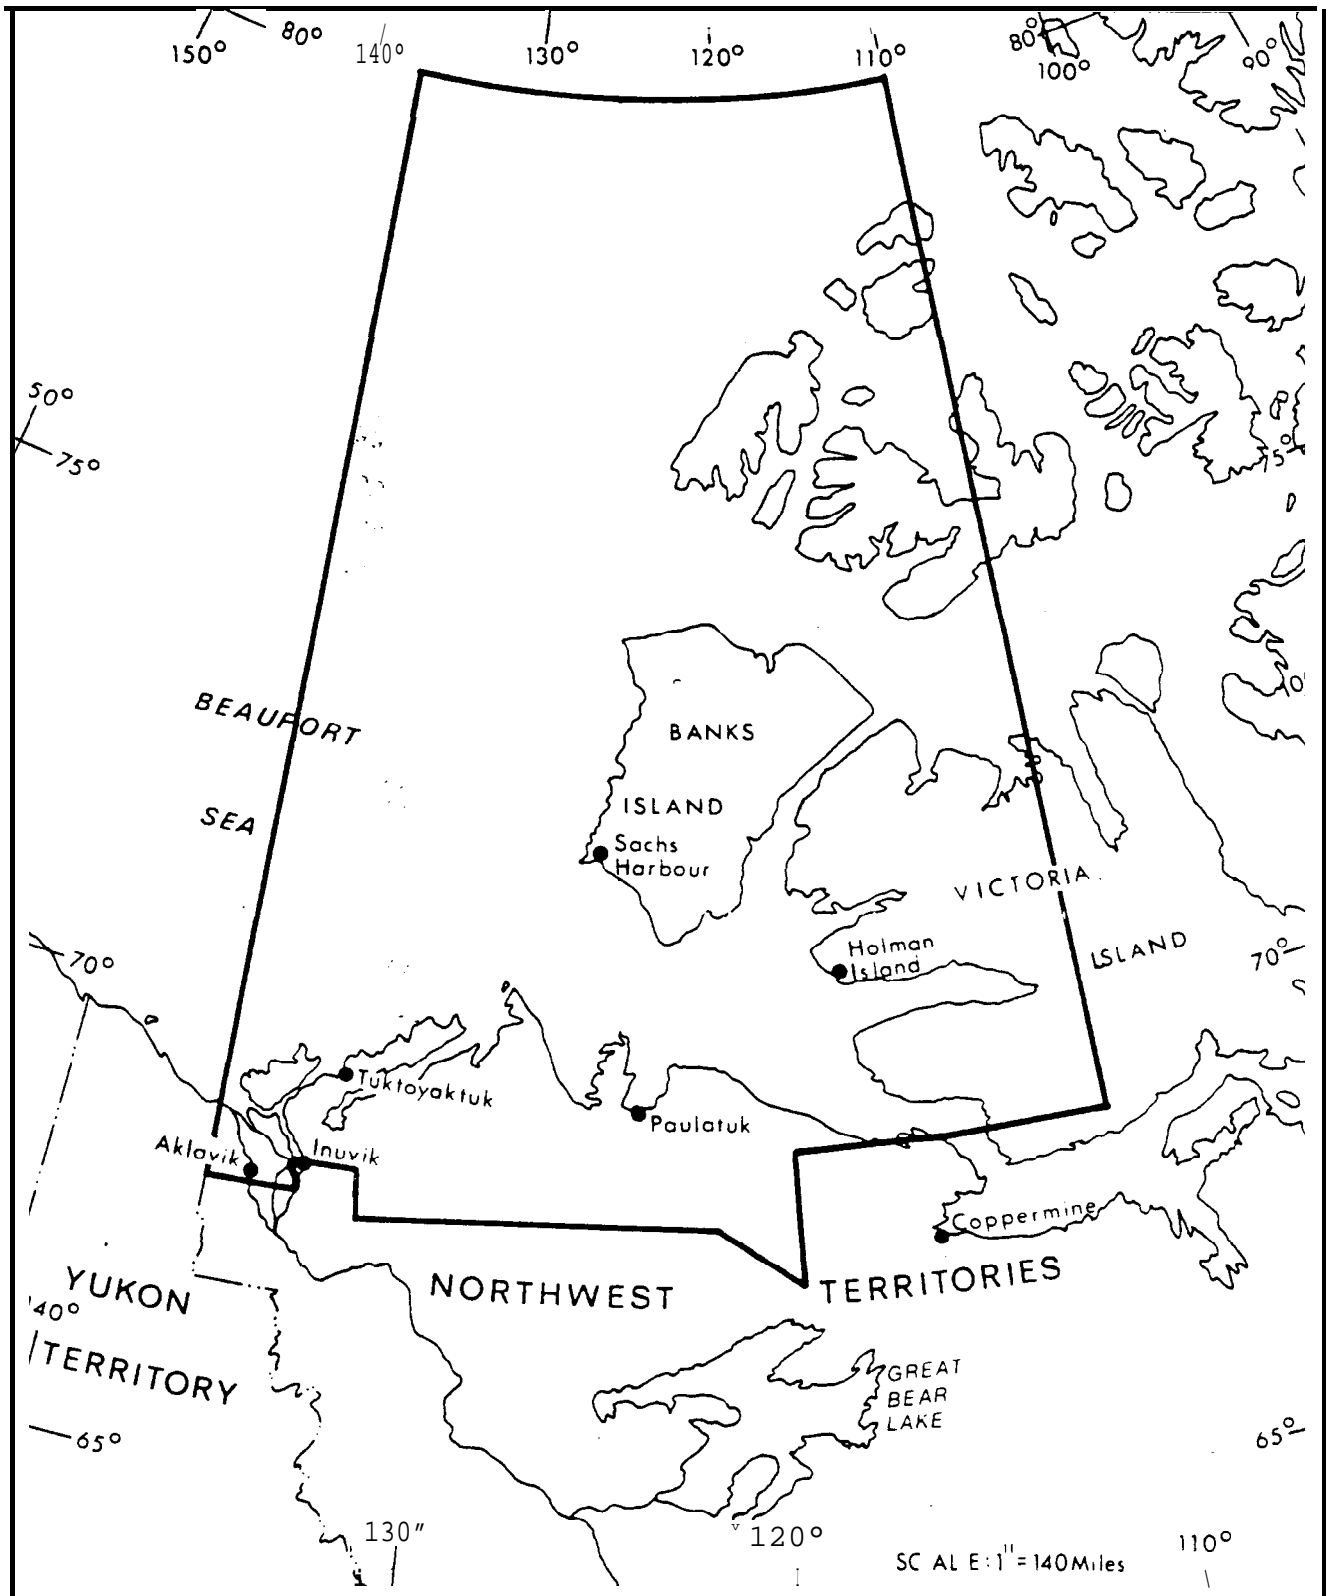 80°
150°
140°
130°
120°
110°
80°
100°
90°
50°
75°
75°
BEAUFORT
SEA
BANKS
ISLAND
Sachs
Harbour
VICTORIA
ISLAND
Holman
Island
70°
70°
Tuktoyaktuk
Paulatuk
Aklavik
Inuvik
Coppermine
YUKON
TERRITORY
NORTHWEST
TERRITORIES
140°
GREAT
BEAR
LAKE
65°
65°
130"
120°
110°
SCALE: 1" = 140 Miles